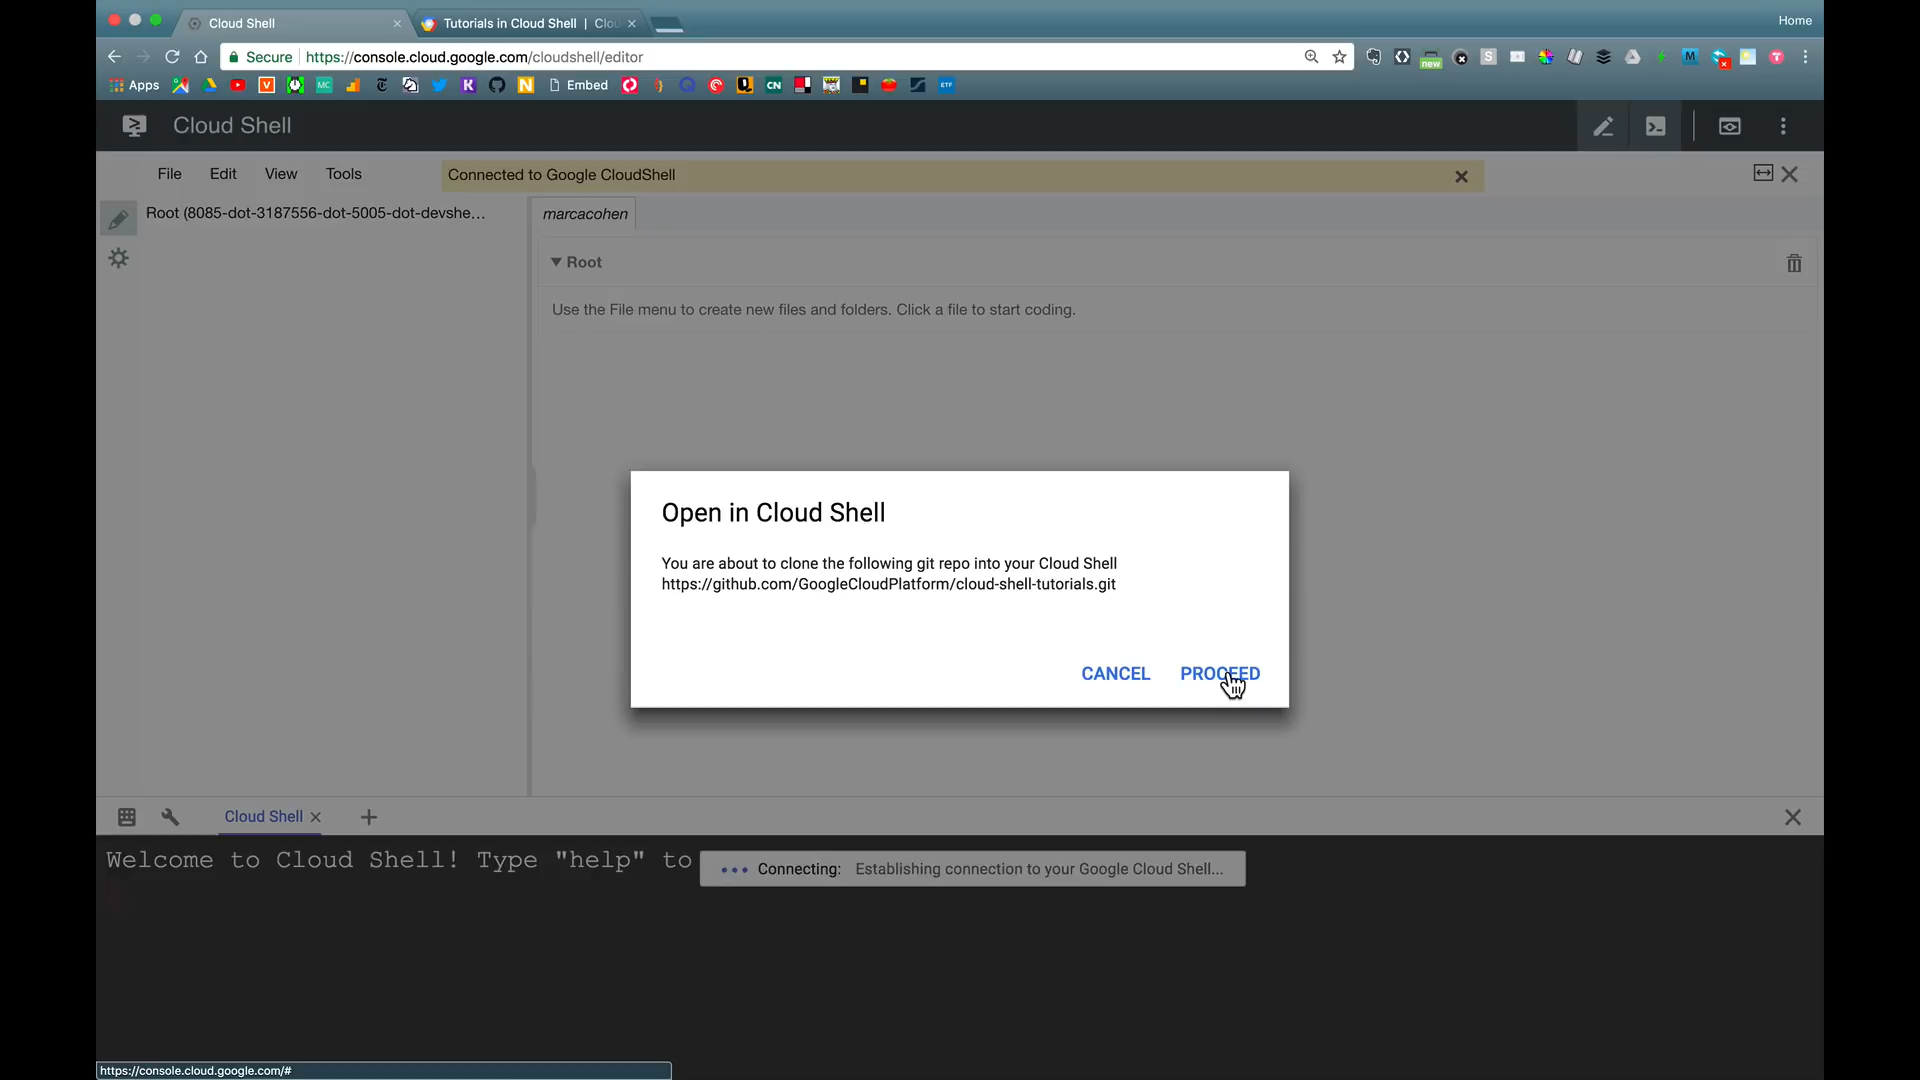 Cloud Shell
Tutorials in Cloud Shell | Clou
Home
Secure
https://console.cloud.google.com/cloudshell/editor
new
Apps
MC
Embed
CN
ETF
Cloud Shell
File
Edit
View
Tools
Connected to Google CloudShell
Root (8085-dot-3187556-dot-5005-dot-devshe...
marcacohen
Root
Use the File menu to create new files and folders. Click a file to start coding.
Open in Cloud Shell
You are about to clone the following git repo into your Cloud Shell
https://github.com/GoogleCloudPlatform/cloud-shell-tutorials.git
CANCEL
PROCEED
Cloud Shell
Welcome to Cloud Shell! Type "help" to
Connecting: Establishing connection to your Google Cloud Shell...
https://console.cloud.google.com/#